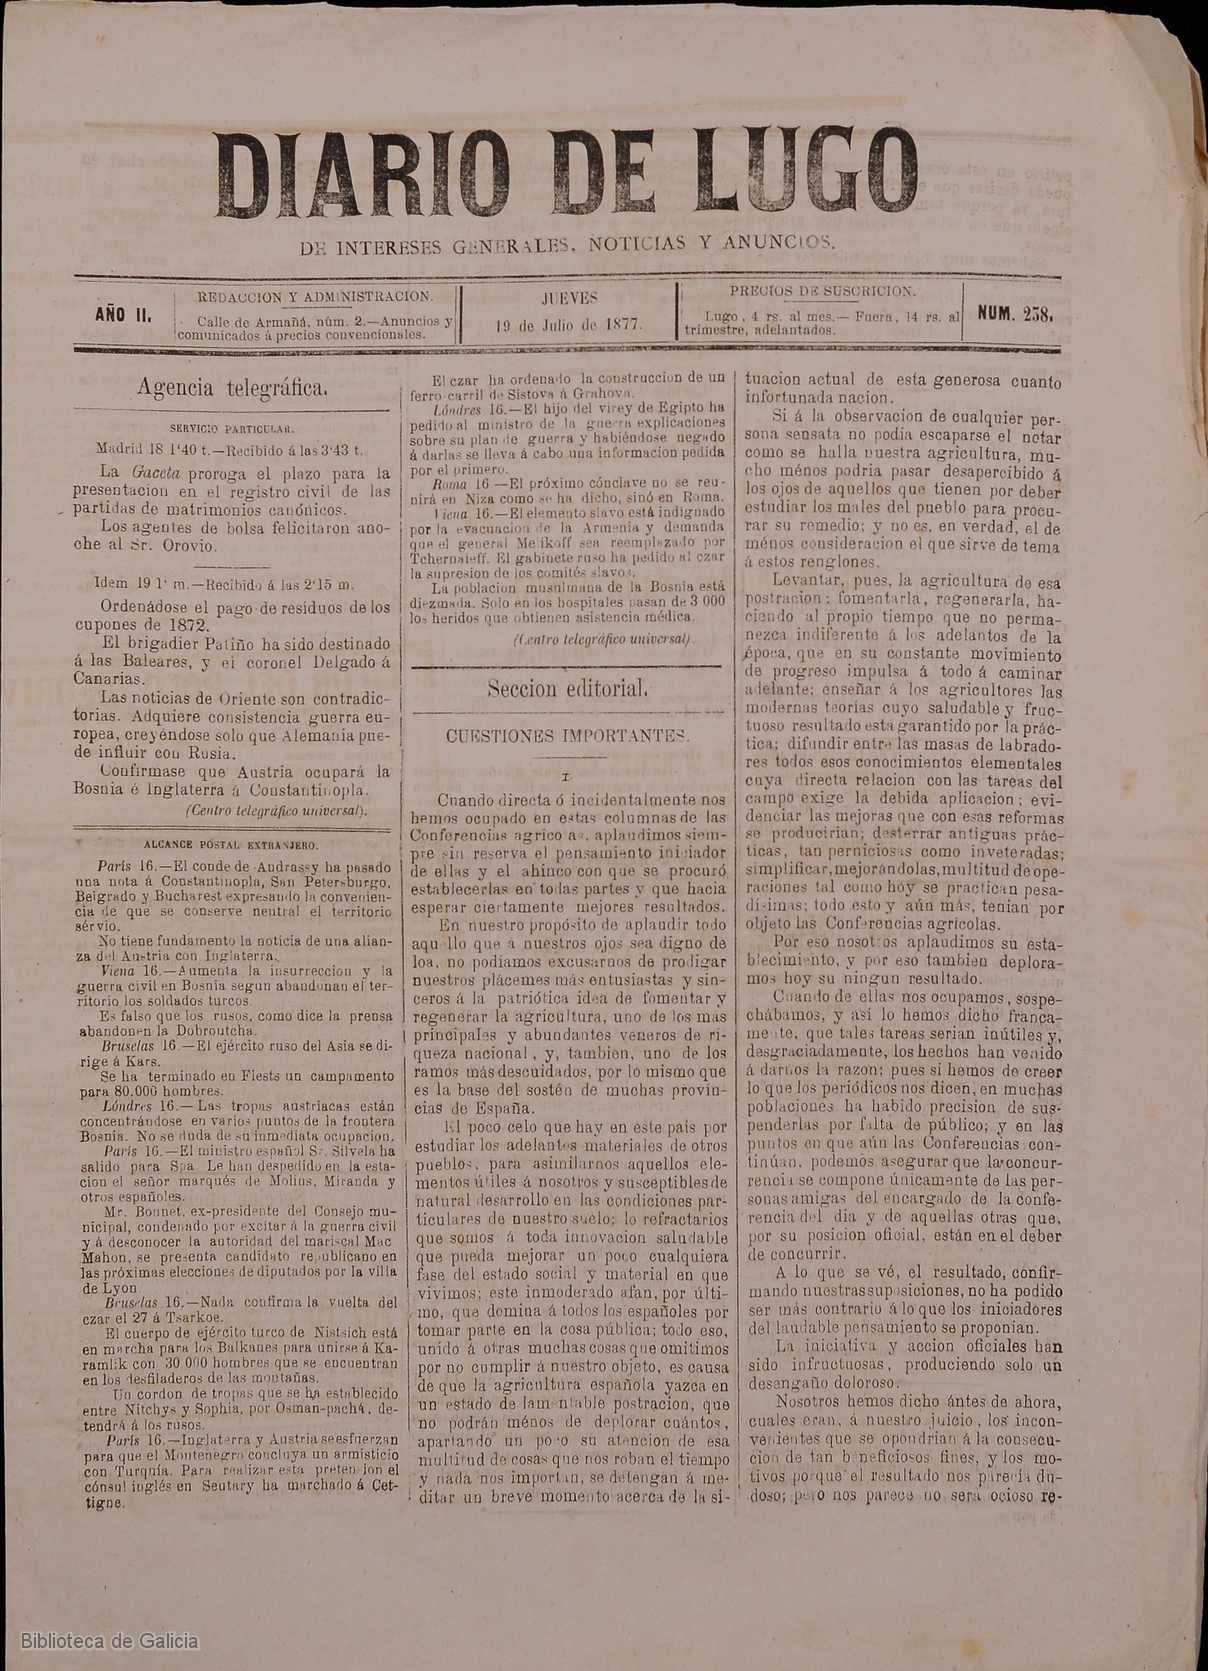 DIARIO DE LUGO
DE INTERESES GENERALES, NOTICIAS Y ANUNCIOS.
AÑO II.
REDACCION Y ADMINISTRACION.
Calle de Armañá, núm. 2.—Anuncios y
comunicados á precios convencionales.
JUEVES
19 de Julio de 1877.
PRECIOS DE SUSCRICION.
Lugo, 4 rs. al mes.— Fuera, 14 rs. al
trimestre, adelantados.
NUM. 258.
Agencia telegráfica.
SERVICIO PARTICULAR.
Madrid 18 1'40 t.—Recibido á las 3'43 t.
La Gaceta proroga el plazo para la
presentacion en el registro civil de las
partidas de matrimonios canónicos.
Los agentes de bolsa felicitaron ano-
che al Sr. Orovio.
Idem 19 1' m.—Recibido á las 2'15 m.
Ordenádose el pago de residuos de los
cupones de 1872.
El brigadier Patiño ha sido destinado
á las Baleares, y el coronel Delgado á
Canarias.
Las noticias de Oriente son contradic-
torias. Adquiere consistencia guerra eu-
ropea, creyéndose solo que Alemania pue-
de influir con Rusia.
Confírmase que Austria ocupará la
Bosnia é Inglaterra á Constantinopla.
(Centro telegráfico universal).
ALCANCE POSTAL EXTRANJERO.
París 16.—El conde de Andrassy ha pasado
una nota á Constantinopla, San Petersburgo,
Belgrado y Bucharest expresando la convenien-
cia de que se conserve neutral el territorio
sérvio.
No tiene fundamento la noticia de una alian-
za del Austria con Inglaterra.
Viena 16.—Aumenta la insurreccion y la
guerra civil en Bosnia segun abandonan el ter-
ritorio los soldados turcos.
Es falso que los rusos, como dice la prensa
abandonen la Dobroutcha.
Bruselas 16.—El ejército ruso del Asia se di-
rige á Kars.
Se ha terminado en Fiests un campamento
para 80.000 hombres.
Lóndres 16.—Las tropas austriacas están
concentrándose en varios puntos de la frontera
Bosnia. No se duda de su inmediata ocupacion.
París 16.—El ministro español Sr. Silvela ha
salido para Spa. Le han despedido en la esta-
cion el señor marqués de Molins, Miranda y
otros españoles.
Mr. Bonnet, ex-presidente del Consejo mu-
nicipal, condenado por excitar á la guerra civil
y á desconocer la autoridad del mariscal Mac
Mahon, se presenta candidato republicano en
las próximas elecciones de diputados por la villa
de Lyon
Bruselas 16.—Nada confirma la vuelta del
czar el 27 á Tsarkoe.
El cuerpo de ejército turco de Nistsich está
en marcha para los Balkanes para unirse á Ka-
ramlik con 30 000 hombres que se encuentran
en los desfiladeros de las montañas.
Un cordon de tropas que se ha establecido
entre Nitchys y Sophia, por Osman-pachá, de-
tendrá á los rusos.
París 16.—Inglaterra y Austria se esfuerzan
para que el Montenegro concluya un armisticio
con Turquía. Para realizar esta pretension el
cónsul inglés en Scutary ha marchado á Cet-
tigne.
El czar ha ordenado la construccion de un
ferro-carril de Sistova á Grahova.
Lóndres 16.—El hijo del virey de Egipto ha
pedido al ministro de la guerra explicaciones
sobre su plan de guerra y habiéndose negado
á darlas se lleva á cabo una informacion pedida
por el primero.
Roma 16—El próximo cónclave no se reu-
nirá en Niza como se ha dicho, sinó en Roma.
Viena 16.—El elemento slavo está indignado
por la evacuacion de la Armenia y demanda
que el general Melikoff sea reemplazado por
Tchernaieff. El gabinete ruso ha pedido al czar
la supresion de los comités slavos.
La poblacion musulmana de la Bosnia está
diezmada. Solo en los hospitales pasan de 3 000
los heridos que obtienen asistencia médica.
(Centro telegráfico universal).
Seccion editorial.
CUESTIONES IMPORTANTES.
I.
Cuando directa ó incidentalmente nos
hemos ocupado en estas columnas de las
Conferencias agrícolas, aplaudimos siem-
pre sin reserva el pensamiento iniciador
de ellas y el ahinco con que se procuró
establecerlas en todas partes y que hacia
esperar ciertamente mejores resultados.
En nuestro propósito de aplaudir todo
aquello que a nuestros ojos sea digno de
loa, no podiamos excusarnos de prodigar
nuestros plácemes más entusiastas y sin-
ceros á la patriótica idea de fomentar y
regenerar la agricultura, uno de los mas
principales y abundantes veneros de ri-
queza nacional, y, tambien, uno de los
ramos más descuidados, por lo mismo que
es la base del sostén de muchas provin-
cias de España.
El poco celo que hay en este país por
estudiar los adelantos materiales de otros
pueblos, para asimilarnos aquellos ele-
mentos útiles á nosotros y susceptibles de
natural desarrollo en las condiciones par-
ticulares de nuestro suelo; lo refractarios
que somos á toda innovacion saludable
que pueda mejorar un poco cualquiera
fase del estado social y material en que
vivimos; este inmoderado afan, por últi-
mo, que domina á todos los españoles por
tomar parte en la cosa pública; todo eso,
unido á otras muchas cosas que omitimos
por no cumplir á nuestro objeto, es causa
de que la agricultura española yazca en
un estado de lamentable postracion, que
no podrán ménos de deplorar cuántos,
apartando un poco su atencion de esa
multitud de cosas que nos roban el tiempo
y nada nos importan, se detengan á me-
ditar un breve momento acerca de la si-
tuacion actual de esta generosa cuanto
infortunada nacion.
Si á la observacion de cualquier per-
sona sensata no podia escaparse el notar
como se halla nuestra agricultura, mu-
cho ménos podria pasar desapercibido á
los ojos de aquellos que tienen por deber
estudiar los males del pueblo para procu-
rar su remedio; y no es, en verdad, el de
ménos consideracion el que sirve de tema
á estos renglones.
Levantar, pues, la agricultura de esa
postracion; fomentarla, regenerarla, ha-
ciendo al propio tiempo que no perma-
nezca indiferente á los adelantos de la
época, que en su constante movimiento
de progreso impulsa á todo á caminar
adelante; enseñar á los agricultores las
modernas teorías cuyo saludable y fruc-
tuoso resultado esta garantido por la prác-
tica; difundir entre las masas de labrado-
res todos esos conocimientos elementales
cuya directa relacion con las tareas del
campo exige la debida aplicacion; evi-
denciar las mejoras que con esas reformas
se producirian; desterrar antiguas prác-
ticas, tan perniciosas como inveteradas;
simplificar, mejorándolas, multitud de ope-
raciones tal como hoy se practican pesa-
dísimas; todo esto y aún más, tenian por
objeto las Conferencias agrícolas.
Por eso nosotros aplaudimos su esta-
blecimiento, y por eso tambien deplora-
mos hoy su ningun resultado.
Cuando de ellas nos ocupamos, sospe-
chábamos, y así lo hemos dicho franca-
mente, que tales tareas serian inútiles y,
desgraciadamente, los hechos han venido
á darnos la razon; pues si hemos de creer
lo que los periódicos nos dicen, en muchas
poblaciones ha habido precision de sus-
penderlas por falta de público; y en las
puntos en que aún las Conferencias con-
tinúan, podemos asegurar que la concur-
rencia se compone únicamente de las per-
sonas amigas del encargado de la confe-
rencia del dia y de aquellas otras que,
por su posicion oficial, están en el deber
de concurrir.
A lo que se vé, el resultado, confir-
mando nuestras suposiciones, no ha podido
ser más contrario á lo que los iniciadores
del laudable pensamiento se proponian.
La iniciativa y accion oficiales han
sido infructuosas, produciendo solo un
desengaño doloroso.
Nosotros hemos dicho ántes de ahora,
cuales eran, á nuestro juicio, los incon-
venientes que se opondrian á la consecu-
cion de tan beneficiosos fines, y los mo-
tivos porque el resultado nos parecia du-
doso; pero nos parece no sera ocioso re-
Biblioteca de Galicia